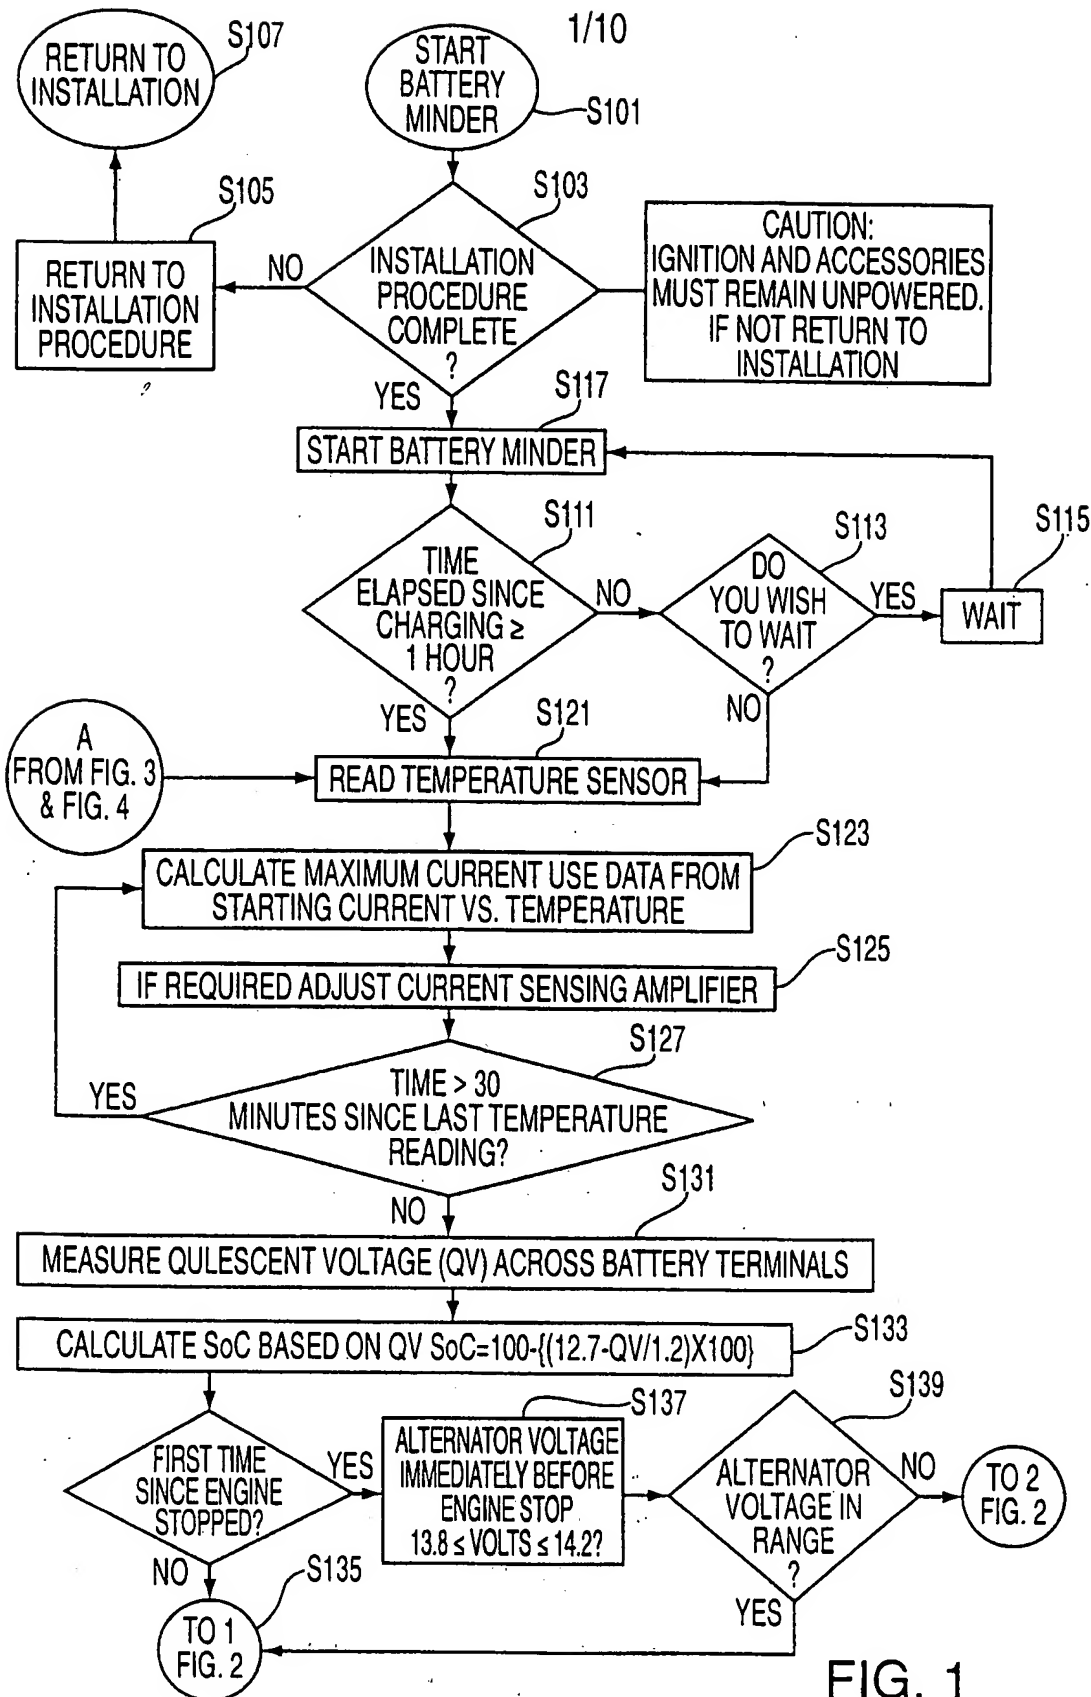 1/10
RETURN TO
INSTALLATION
S107
START
BATTERY
MINDER
S101
S105
RETURN TO
INSTALLATION
PROCEDURE
NO
S103
INSTALLATION
PROCEDURE
COMPLETE
?
CAUTION:
IGNITION AND ACCESSORIES
MUST REMAIN UNPOWERED.
IF NOT RETURN TO
INSTALLATION
YES
S117
START BATTERY MINDER
S111
TIME
ELAPSED SINCE
CHARGING ≥
1 HOUR
?
NO
S113
DO
YOU WISH
TO WAIT
?
YES
S115
WAIT
NO
YES
S121
A
FROM FIG. 3
& FIG. 4
READ TEMPERATURE SENSOR
S123
CALCULATE MAXIMUM CURRENT USE DATA FROM
STARTING CURRENT VS. TEMPERATURE
S125
IF REQUIRED ADJUST CURRENT SENSING AMPLIFIER
S127
YES
TIME > 30
MINUTES SINCE LAST TEMPERATURE
READING?
NO
S131
MEASURE QULESCENT VOLTAGE (QV) ACROSS BATTERY TERMINALS
CALCULATE SoC BASED ON QV SoC=100-{(12.7-QV/1.2)X100}
S133
FIRST TIME
SINCE ENGINE
STOPPED?
YES
S137
ALTERNATOR VOLTAGE
IMMEDIATELY BEFORE
ENGINE STOP
13.8 ≤ VOLTS ≤ 14.2?
S139
ALTERNATOR
VOLTAGE IN
RANGE
?
NO
TO 2
FIG. 2
NO
S135
TO 1
FIG. 2
YES
FIG. 1